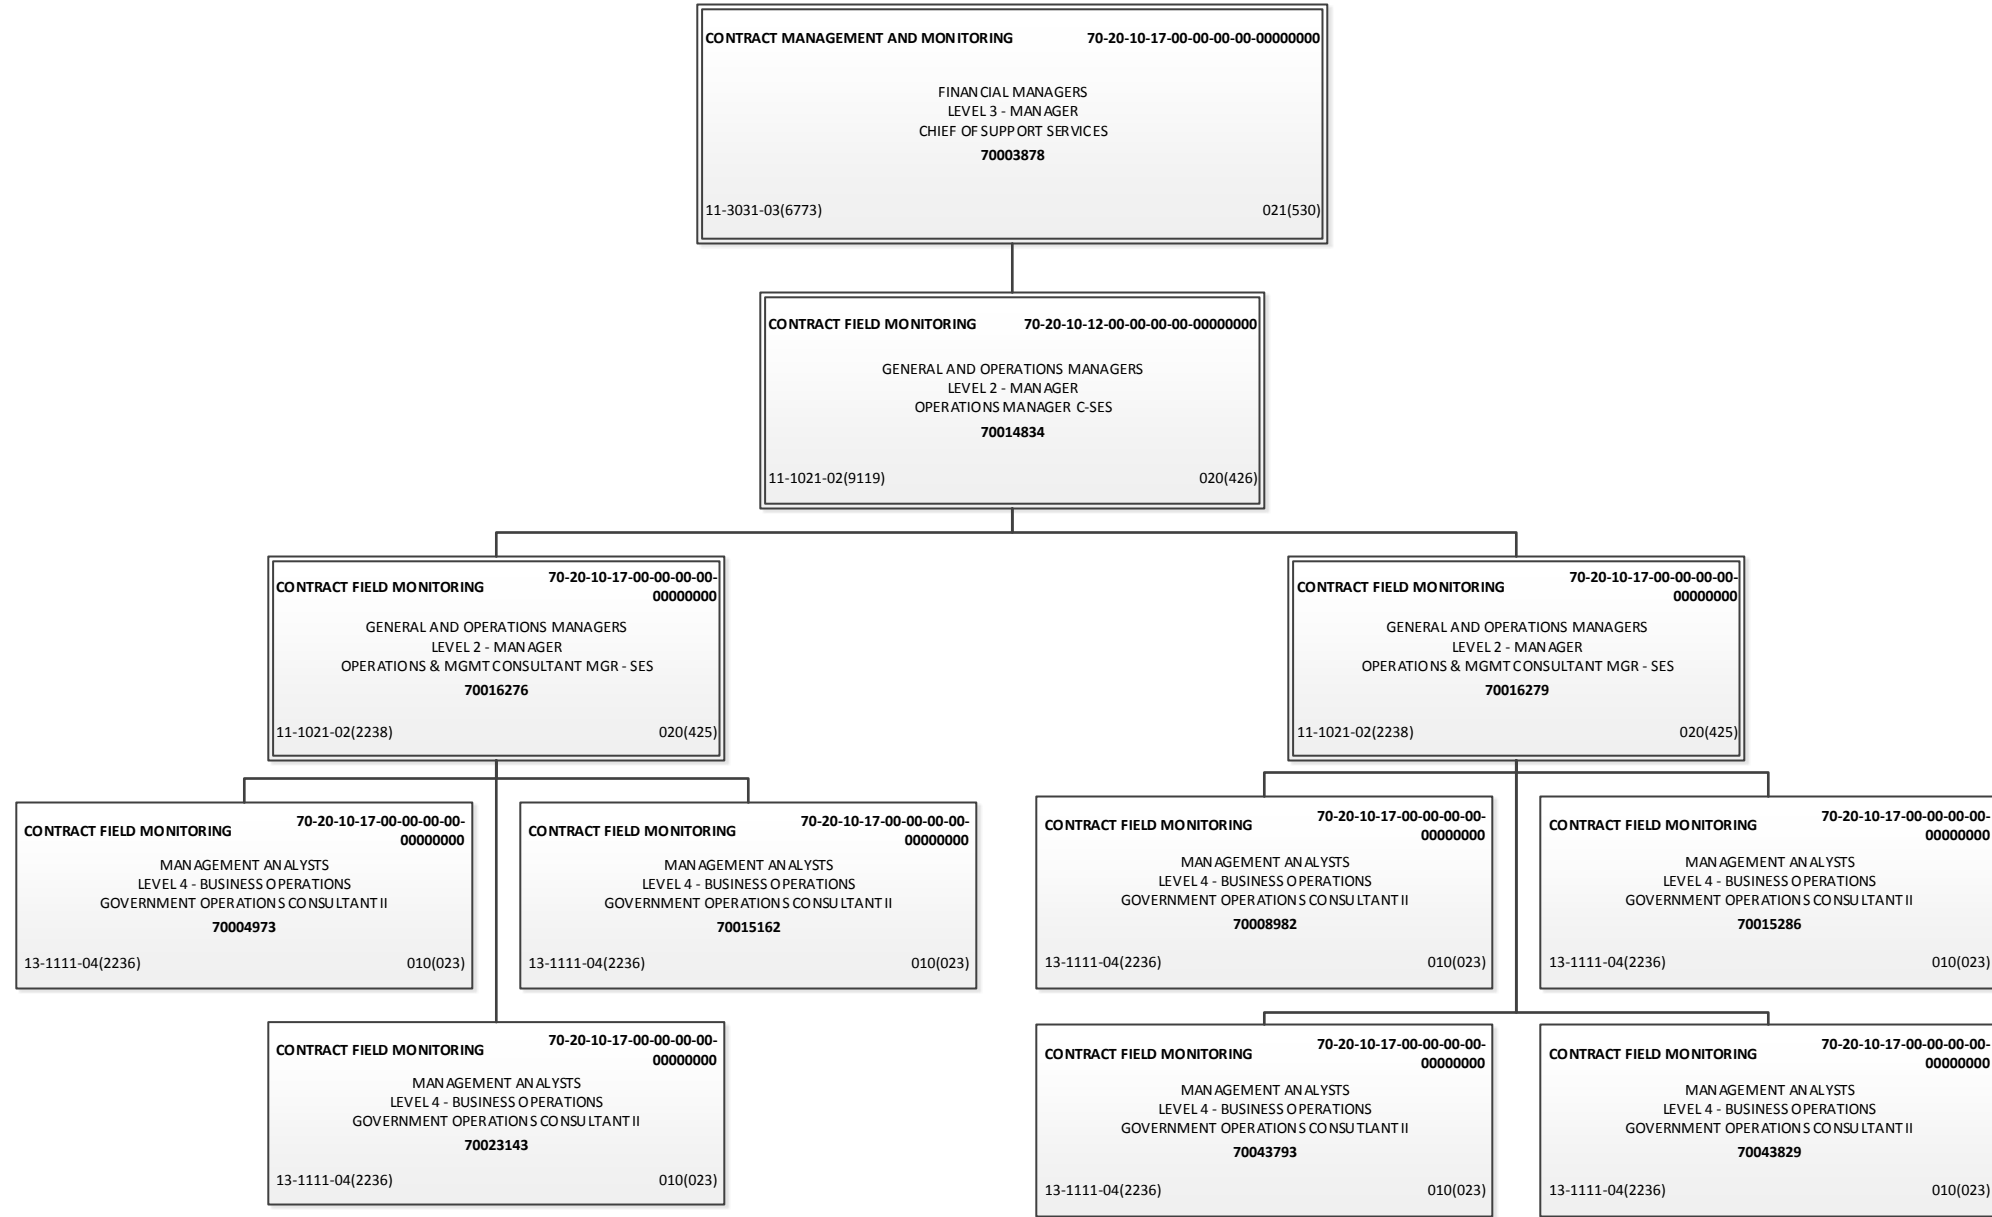 CONTRACT MANAGEMENT AND MONITORING 70-20-10-17-00-00-00-00-00000000
FINANCIAL MANAGERS
LEVEL 3 - MANAGER
CHIEF OF SUPPORT SERVICES
70003878
11-3031-03(6773) 021(530)
CONTRACT FIELD MONITORING 70-20-10-12-00-00-00-00-00000000
GENERAL AND OPERATIONS MANAGERS
LEVEL 2 - MANAGER
OPERATIONS MANAGER C-SES
70014834
11-1021-02(9119) 020(426)
CONTRACT FIELD MONITORING 70-20-10-17-00-00-00-00-
00000000
GENERAL AND OPERATIONS MANAGERS
LEVEL 2 - MANAGER
OPERATIONS & MGMT CONSULTANT MGR - SES
70016276
11-1021-02(2238) 020(425)
CONTRACT FIELD MONITORING 70-20-10-17-00-00-00-00-
00000000
GENERAL AND OPERATIONS MANAGERS
LEVEL 2 - MANAGER
OPERATIONS & MGMT CONSULTANT MGR - SES
70016279
11-1021-02(2238) 020(425)
CONTRACT FIELD MONITORING 70-20-10-17-00-00-00-00-
00000000
MANAGEMENT ANALYSTS
LEVEL 4 - BUSINESS OPERATIONS
GOVERNMENT OPERATIONS CONSULTANT II
70004973
13-1111-04(2236) 010(023)
CONTRACT FIELD MONITORING 70-20-10-17-00-00-00-00-
00000000
MANAGEMENT ANALYSTS
LEVEL 4 - BUSINESS OPERATIONS
GOVERNMENT OPERATIONS CONSULTANT II
70015162
13-1111-04(2236) 010(023)
CONTRACT FIELD MONITORING 70-20-10-17-00-00-00-00-
00000000
MANAGEMENT ANALYSTS
LEVEL 4 - BUSINESS OPERATIONS
GOVERNMENT OPERATIONS CONSULTANT II
70008982
13-1111-04(2236) 010(023)
CONTRACT FIELD MONITORING 70-20-10-17-00-00-00-00-
00000000
MANAGEMENT ANALYSTS
LEVEL 4 - BUSINESS OPERATIONS
GOVERNMENT OPERATIONS CONSULTANT II
70015286
13-1111-04(2236) 010(023)
CONTRACT FIELD MONITORING 70-20-10-17-00-00-00-00-
00000000
MANAGEMENT ANALYSTS
LEVEL 4 - BUSINESS OPERATIONS
GOVERNMENT OPERATIONS CONSULTANT II
70023143
13-1111-04(2236) 010(023)
CONTRACT FIELD MONITORING 70-20-10-17-00-00-00-00-
00000000
MANAGEMENT ANALYSTS
LEVEL 4 - BUSINESS OPERATIONS
GOVERNMENT OPERATIONS CONSUTLANT II
70043793
13-1111-04(2236) 010(023)
CONTRACT FIELD MONITORING 70-20-10-17-00-00-00-00-
00000000
MANAGEMENT ANALYSTS
LEVEL 4 - BUSINESS OPERATIONS
GOVERNMENT OPERATIONS CONSULTANT II
70043829
13-1111-04(2236) 010(023)